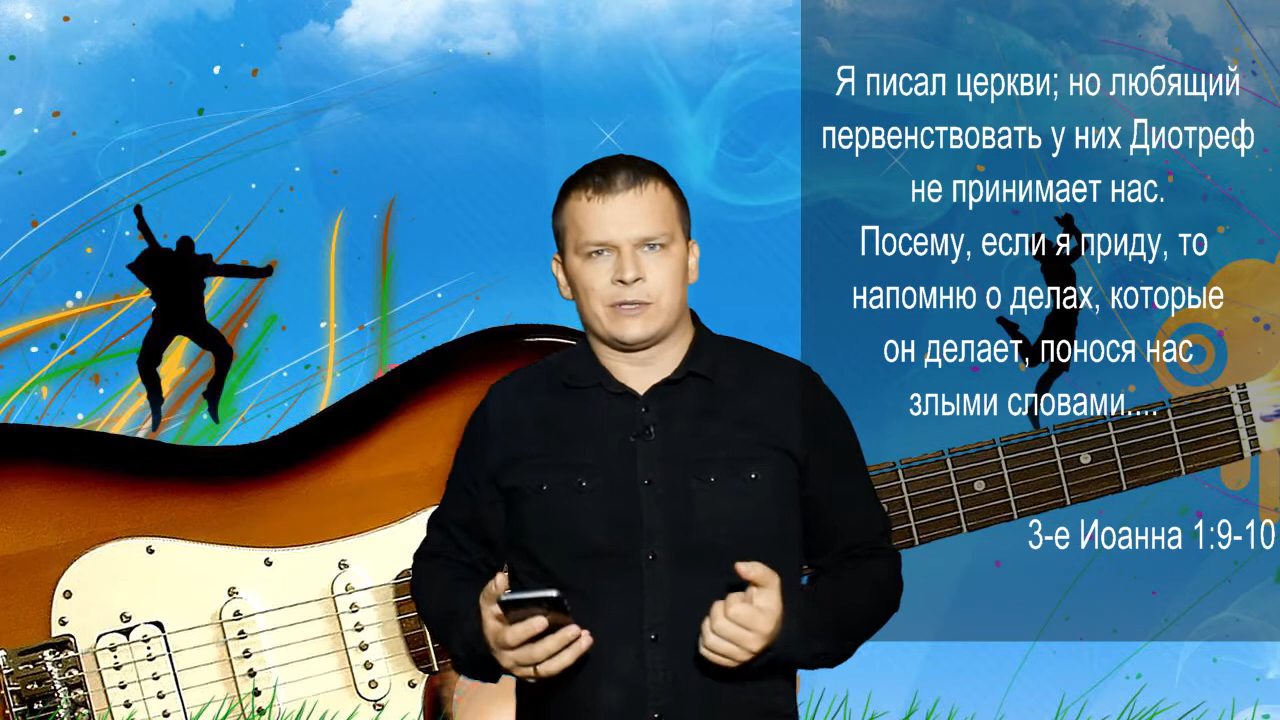 Я писал церкви; но любящий
первенствовать у них Диотреф
не принимает нас.
Посему, если я приду, то
напомню о делах, которые
он делает, понося нас
злыми словами....
3-е Иоанна 1:9-10